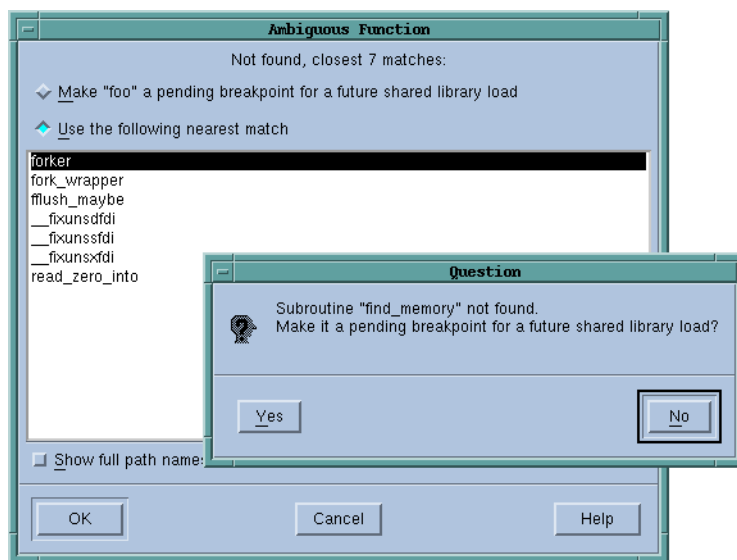 Ambiguous Function
Not found, closest 7 matches:
Make "foo" a pending breakpoint for a future shared library load
Use the following nearest match
forker
fork_wrapper
fflush_maybe
__fixunsdfdi
__fixunssfdi
__fixunsxfdi
read_zero_into
Question
Subroutine "find_memory" not found.
Make it a pending breakpoint for a future shared library load?
Yes
No
Show full path name
OK
Cancel
Help